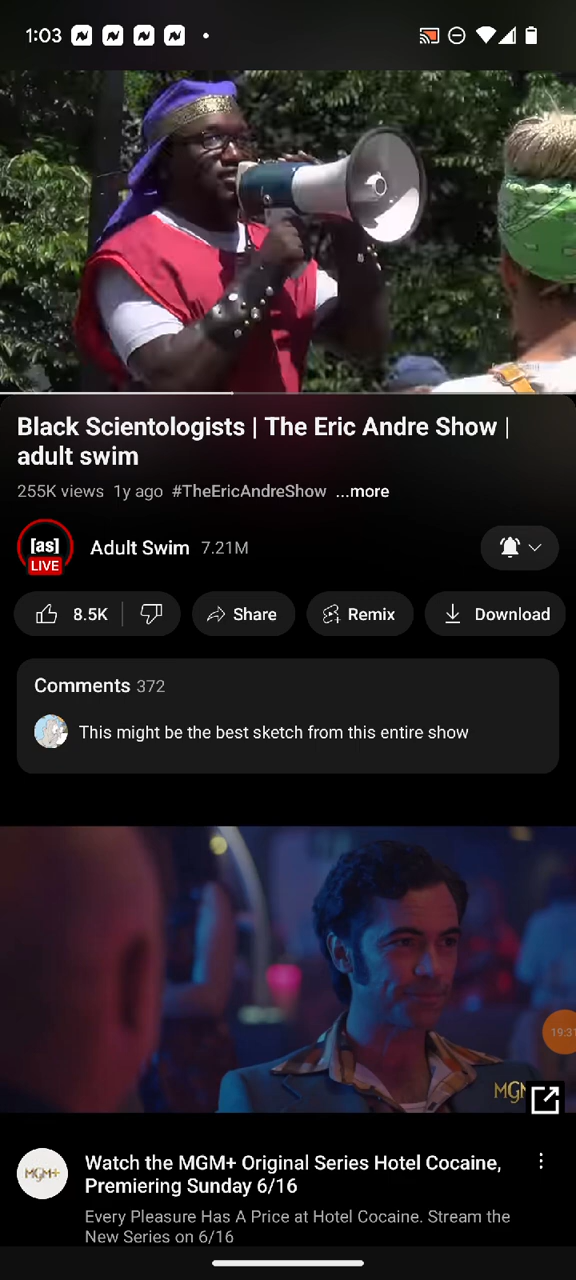 1:03
Black Scientologists | The Eric Andre Show |
adult swim
255K views 1y ago #TheEricAndreShow ...more
[as]
LIVE
Adult Swim 7.21M
8.5K Share Remix Download
Comments 372
This might be the best sketch from this entire show
19:31
MGM+
Watch the MGM+ Original Series Hotel Cocaine,
Premiering Sunday 6/16
Every Pleasure Has A Price at Hotel Cocaine. Stream the
New Series on 6/16